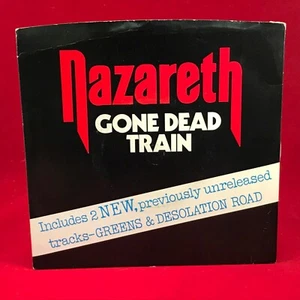 Nazareth
GONE DEAD
TRAIN
Includes 2 NEW, previously unreleased
tracks-GREENS & DESOLATION ROAD